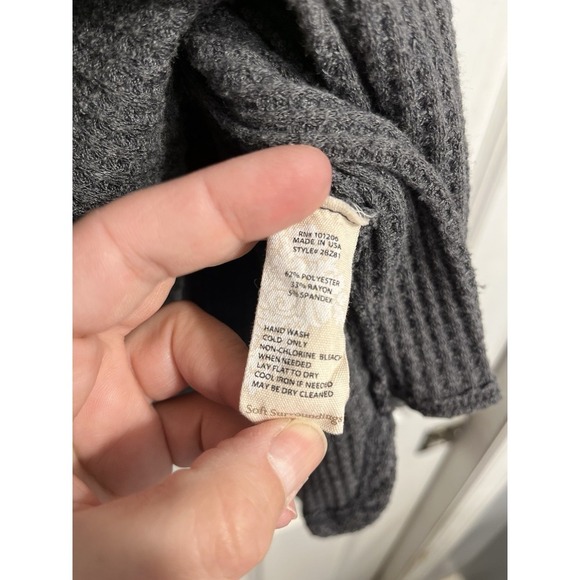 RN# 101206
MADE IN USA
STYLE# 2BZ81
62% POLYESTER
33% RAYON
5% SPANDEX
HAND WASH
COLD ONLY
NON-CHLORINE BLEACH
WHEN NEEDED
LAY FLAT TO DRY
COOL IRON IF NEEDED
MAY BE DRY CLEANED
Soft Surroundings